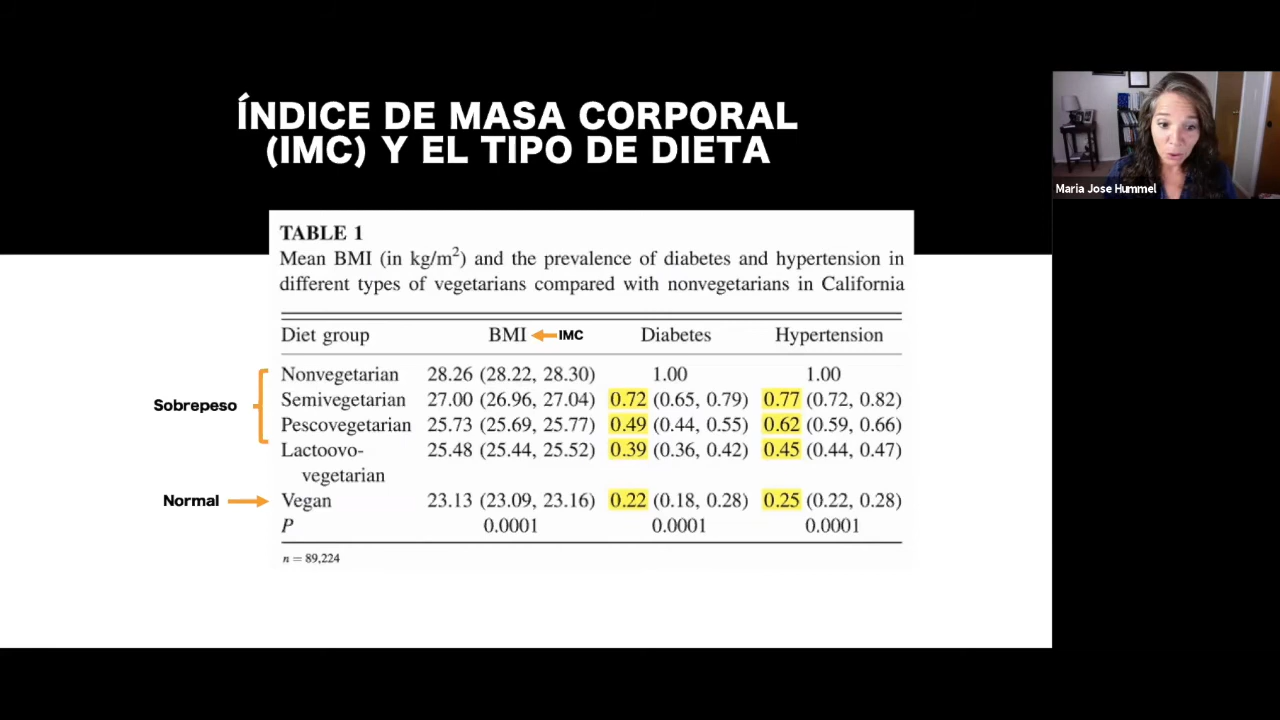 ÍNDICE DE MASA CORPORAL
(IMC) Y EL TIPO DE DIETA
Maria Jose Hummel
TABLE 1
Mean BMI (in kg/m²) and the prevalence of diabetes and hypertension in
different types of vegetarians compared with nonvegetarians in California
Diet group BMI IMC Diabetes Hypertension
Nonvegetarian 28.26 (28.22, 28.30) 1.00 1.00
Semivegetarian 27.00 (26.96, 27.04) 0.72 (0.65, 0.79) 0.77 (0.72, 0.82)
Sobrepeso
Pescovegetarian 25.73 (25.69, 25.77) 0.49 (0.44, 0.55) 0.62 (0.59, 0.66)
Lactoovo- 25.48 (25.44, 25.52) 0.39 (0.36, 0.42) 0.45 (0.44, 0.47)
vegetarian
Normal Vegan 23.13 (23.09, 23.16) 0.22 (0.18, 0.28) 0.25 (0.22, 0.28)
P 0.0001 0.0001 0.0001
n = 89,224